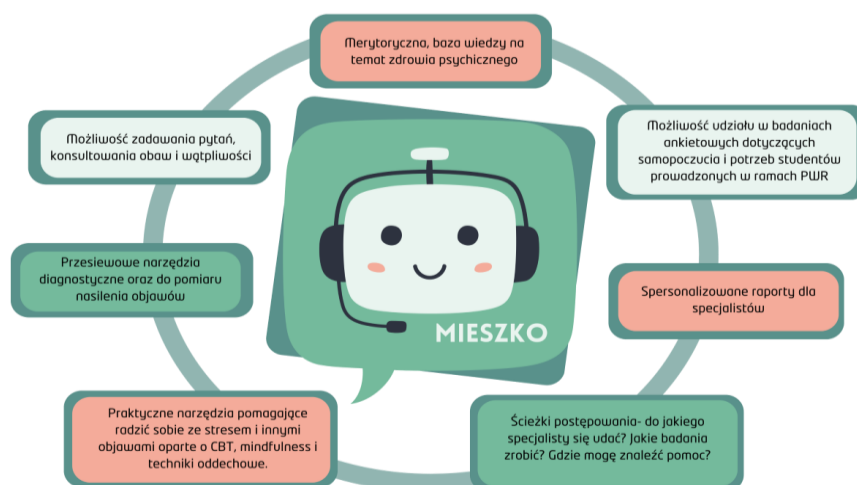 Merytoryczna, baza wiedzy na
temat zdrowia psychicznego
Możliwość zadawania pytań,
konsultowania obaw i wątpliwości
Możliwość udziału w badaniach
ankietowych dotyczących
samopoczucia i potrzeb studentów
prowadzonych w ramach PWR
Przesiewowe narzędzia
diagnostyczne oraz do pomiaru
nasilenia objawów
Spersonalizowane raporty dla
specjalistów
MIESZKO
Praktyczne narzędzia pomagające
radzić sobie ze stresem i innymi
objawami oparte o CBT, mindfulness i
techniki oddechowe.
Ścieżki postępowania- do jakiego
specjalisty się udać? Jakie badania
zrobić? Gdzie mogę znaleźć pomoc?